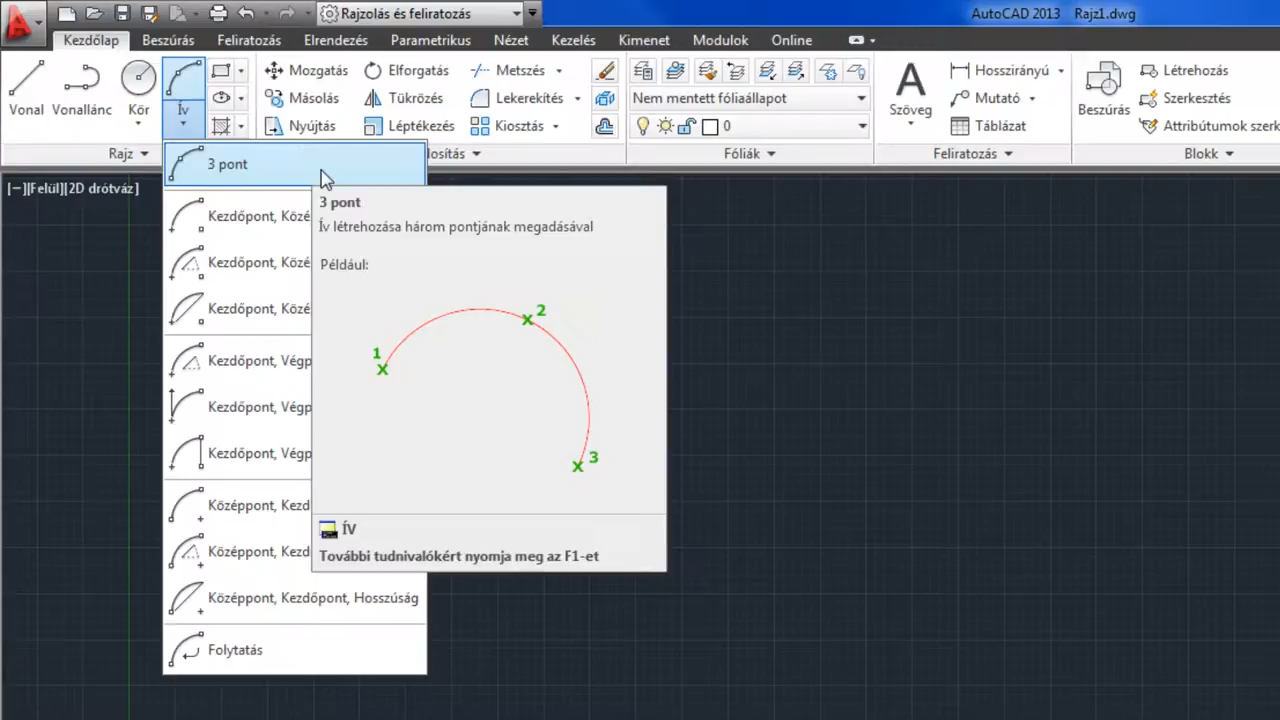 Rajzolás és feliratozás
AutoCAD 2013 Rajz1.dwg
Kezdőlap Beszúrás Feliratozás Elrendezés Parametrikus Nézet Kezelés Kimenet Modulok Online
Vonal Vonallánc Kör Ív
Mozgatás Elforgatás Metszés
Másolás Tükrözés Lekerekítés
Nyújtás Léptékezés Kiosztás
Nem mentett fóliaállapot
0
Szöveg
Hosszirányú
Mutató
Táblázat
Beszúrás
Létrehozás
Szerkesztés
Attribútumok szerk
Rajz losítás Fóliák Feliratozás Blokk
[−][Felül][2D drótváz]
3 pont
Kezdőpont, Közé
Kezdőpont, Közé
Kezdőpont, Közé
Kezdőpont, Végp
Kezdőpont, Végp
Kezdőpont, Végp
Középpont, Kezd
Középpont, Kezd
Középpont, Kezdőpont, Hosszúság
Folytatás
3 pont
Ív létrehozása három pontjának megadásával
Például:
1
2
3
ÍV
További tudnivalókért nyomja meg az F1-et